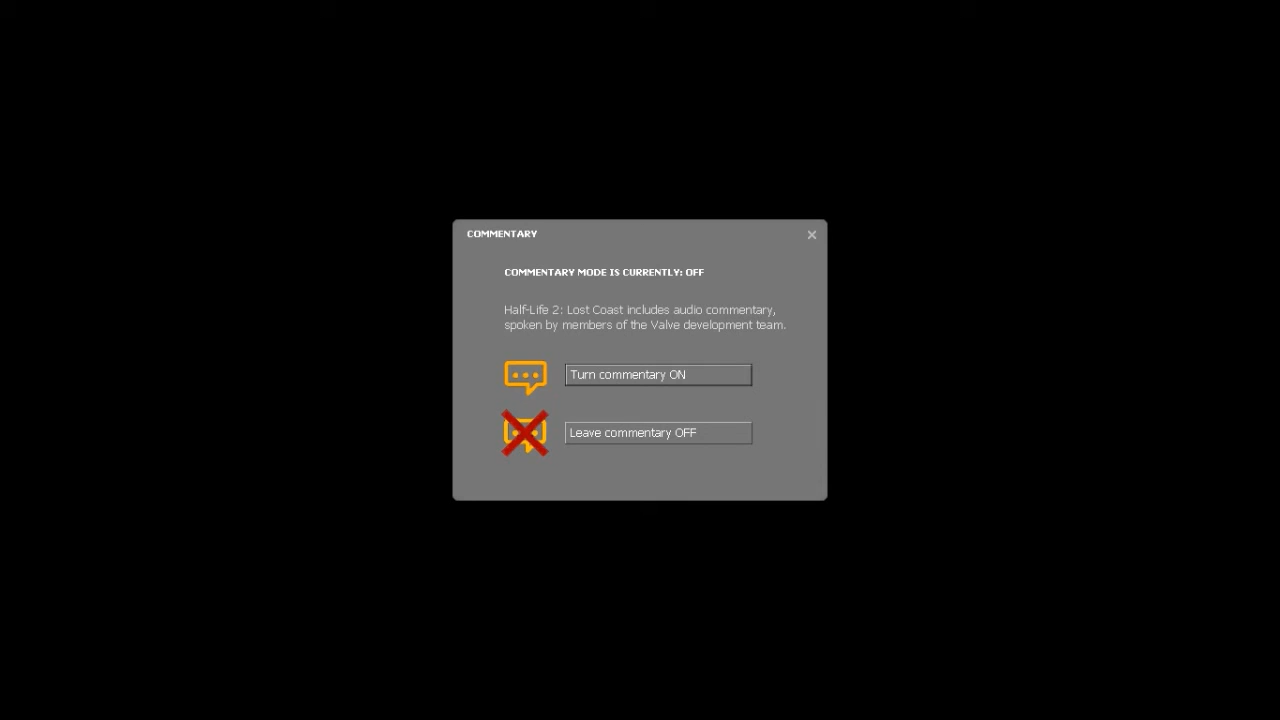 COMMENTARY
COMMENTARY MODE IS CURRENTLY: OFF
Half-Life 2: Lost Coast includes audio commentary,
spoken by members of the Valve development team.
Turn commentary ON
Leave commentary OFF